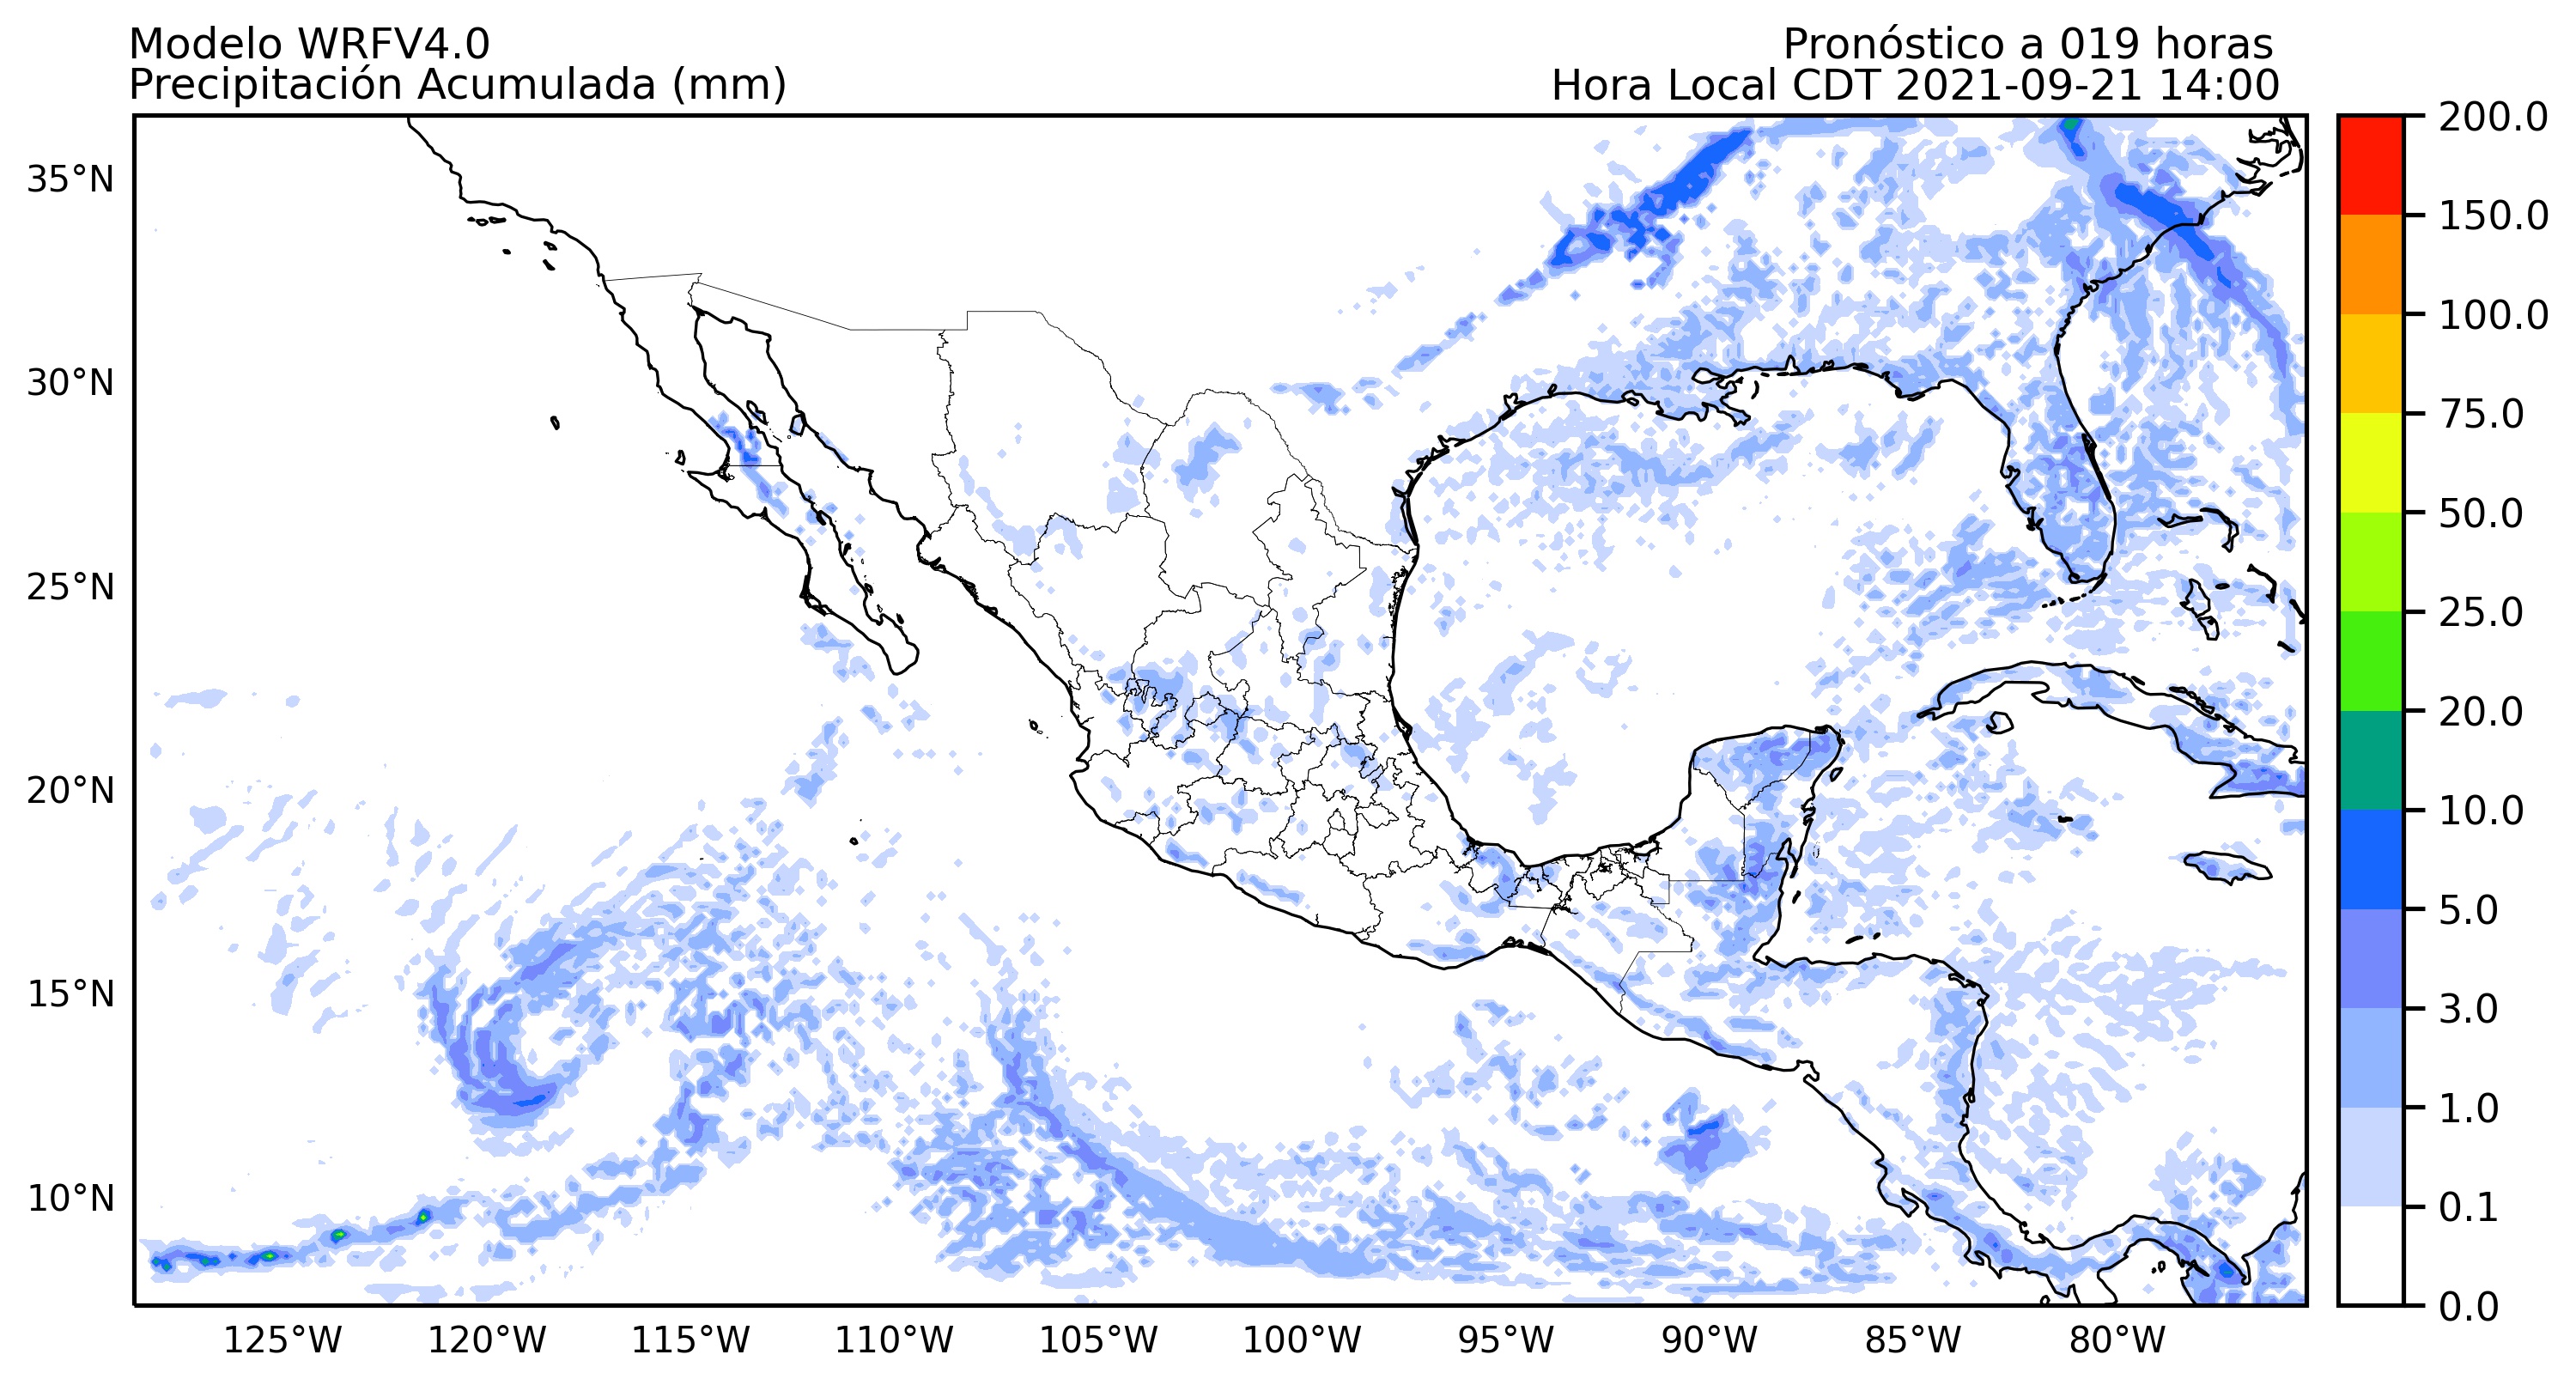 Modelo WRFV4.0
Precipitación Acumulada (mm)
Pronóstico a 019 horas
Hora Local CDT 2021-09-21 14:00
35°N
30°N
25°N
20°N
15°N
10°N
125°W
120°W
115°W
110°W
105°W
100°W
95°W
90°W
85°W
80°W
200.0
150.0
100.0
75.0
50.0
25.0
20.0
10.0
5.0
3.0
1.0
0.1
0.0